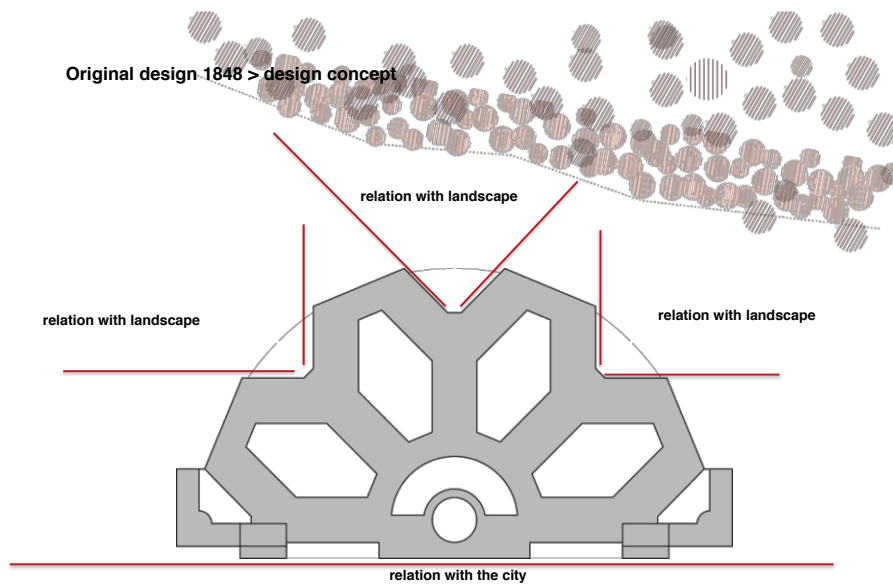 Original design 1848 > design concept
relation with landscape
relation with landscape
relation with landscape
relation with the city